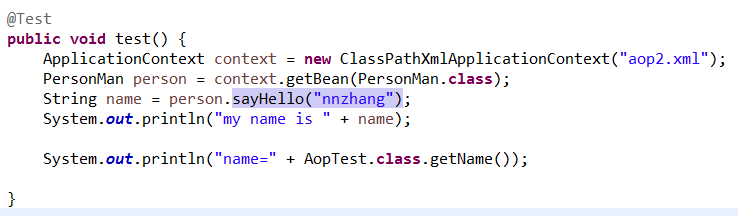 @Test
public void test() {
    ApplicationContext context = new ClassPathXmlApplicationContext("aop2.xml");
    PersonMan person = context.getBean(PersonMan.class);
    String name = person.sayHello("nnzhang");
    System.out.println("my name is " + name);
    System.out.println("name=" + AopTest.class.getName());
}